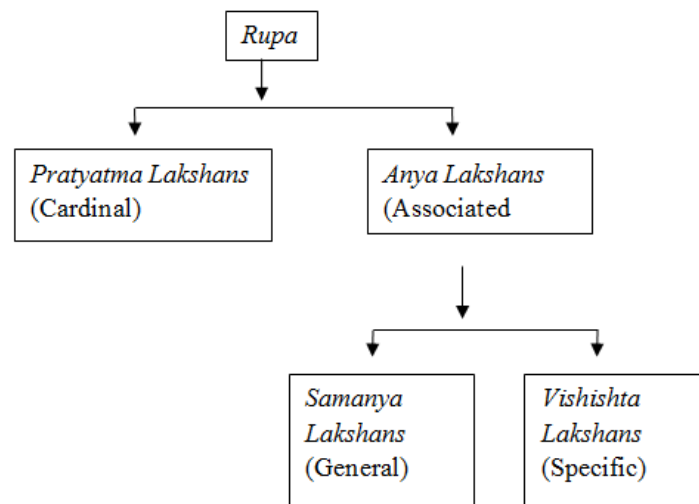 Rupa
Pratyatma Lakshans
(Cardinal)
Anya Lakshans
(Associated
Samanya
Lakshans
(General)
Vishishta
Lakshans
(Specific)